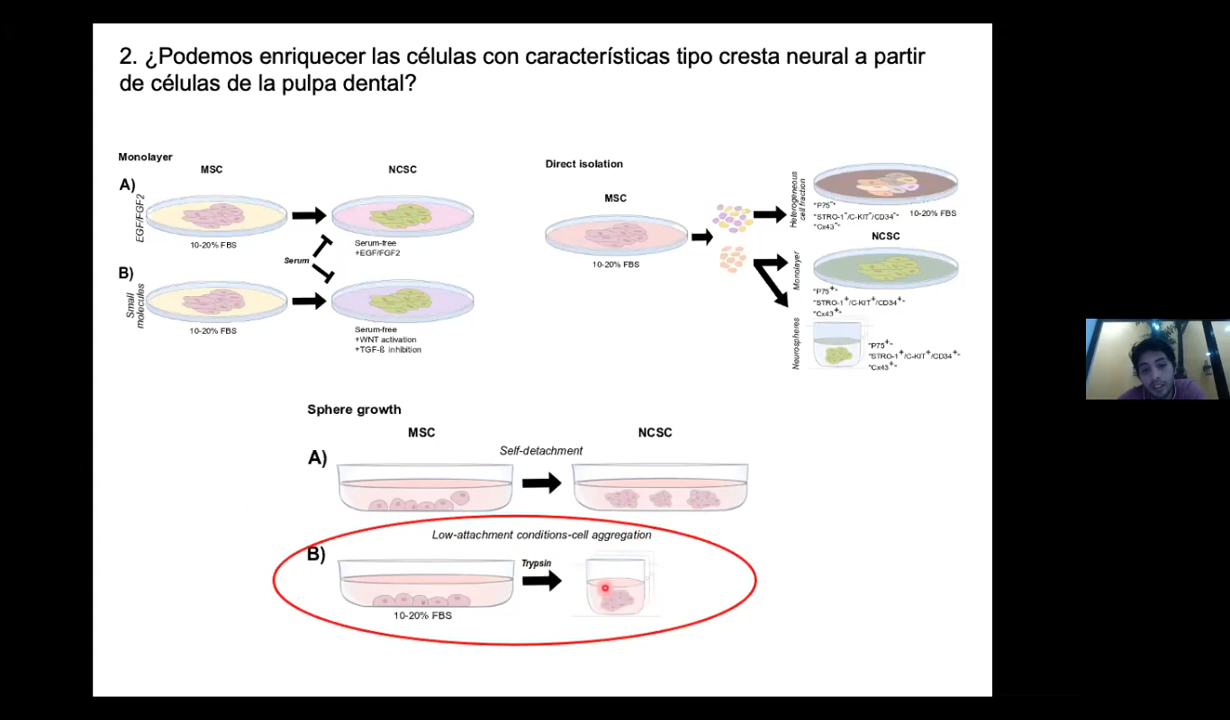 2. ¿Podemos enriquecer las células con características tipo cresta neural a partir
de células de la pulpa dental?
Monolayer
MSC
NCSC
A)
EGF/FGF2
10-20% FBS
Serum-free
+EGF/FGF2
Serum
B)
Small
molecules
10-20% FBS
Serum-free
+WNT activation
+TGF-ß inhibition
Direct isolation
MSC
10-20% FBS
Heterogeneous
cell fraction
"P75⁻"
"STRO-1⁻/C-KIT⁻/CD34⁻"
"Cx43⁻"
10-20% FBS
NCSC
Monolayer
"P75⁺"
"STRO-1⁺/C-KIT⁺/CD34⁺"
"Cx43⁺"
Neurospheres
"P75⁺"
"STRO-1⁺/C-KIT⁺/CD34⁺"
"Cx43⁺"
Sphere growth
MSC
NCSC
A)
Self-detachment
Low-attachment conditions-cell aggregation
B)
Trypsin
10-20% FBS